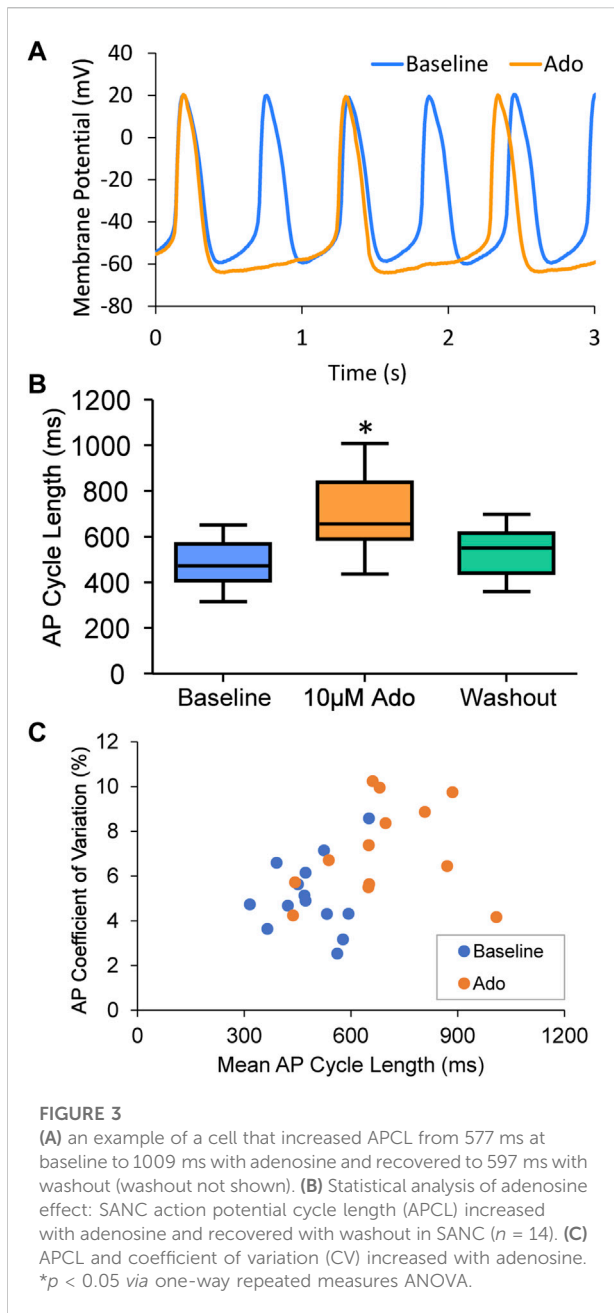 A
Baseline Ado
Membrane Potential (mV)
40
20
0
-20
-40
-60
-80
0 1 2 3
Time (s)
B
AP Cycle Length (ms)
1200
1000
800
600
400
200
0
*
Baseline 10µM Ado Washout
C
AP Coefficient of Variation (%)
12
10
8
6
4
2
0
Baseline
Ado
0 300 600 900 1200
Mean AP Cycle Length (ms)
FIGURE 3
(A) an example of a cell that increased APCL from 577 ms at
baseline to 1009 ms with adenosine and recovered to 597 ms with
washout (washout not shown). (B) Statistical analysis of adenosine
effect: SANC action potential cycle length (APCL) increased
with adenosine and recovered with washout in SANC (n = 14). (C)
APCL and coefficient of variation (CV) increased with adenosine.
*p < 0.05 via one-way repeated measures ANOVA.